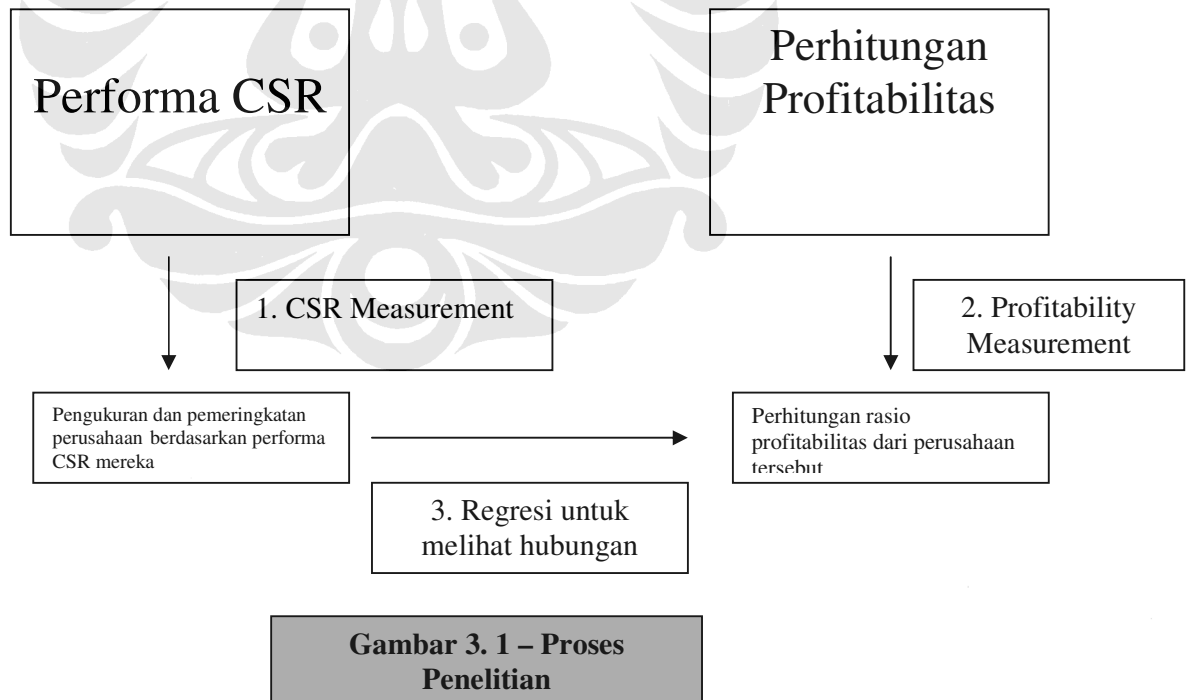 Performa CSR
Perhitungan
Profitabilitas
1. CSR Measurement
2. Profitability
Measurement
Pengukuran dan pemeringkatan
perusahaan berdasarkan performa
CSR mereka
Perhitungan rasio
profitabilitas dari perusahaan
tersebut
3. Regresi untuk
melihat hubungan
Gambar 3. 1 – Proses
Penelitian